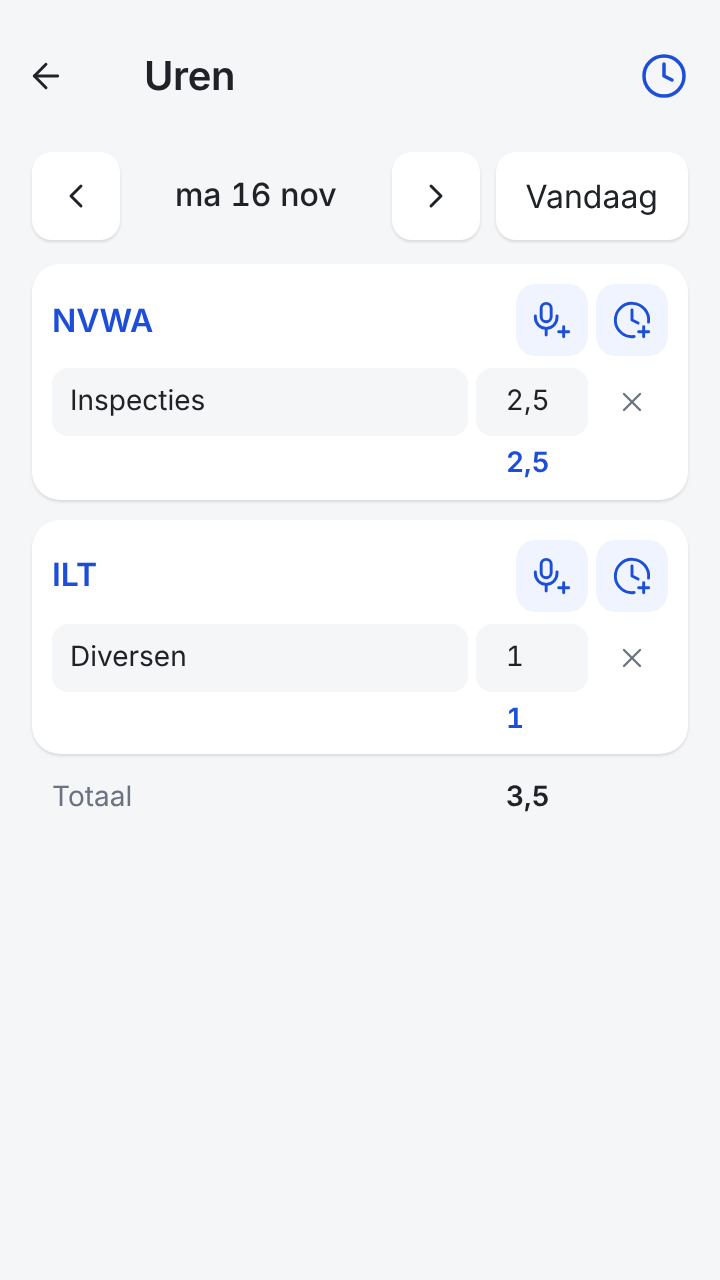 Uren
ma 16 nov Vandaag
NVWA
Inspecties 2,5
2,5
ILT
Diversen 1
1
Totaal 3,5